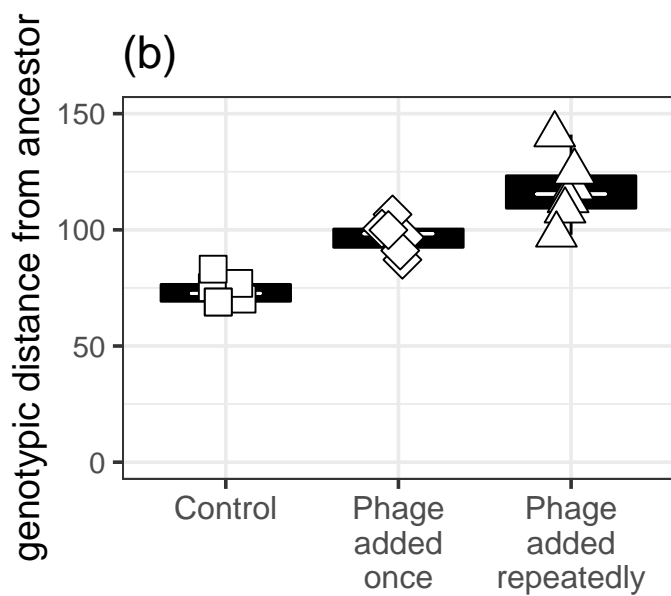 (b)
genotypic distance from ancestor
150
100
50
0
Control
Phage
added
once
Phage
added
repeatedly